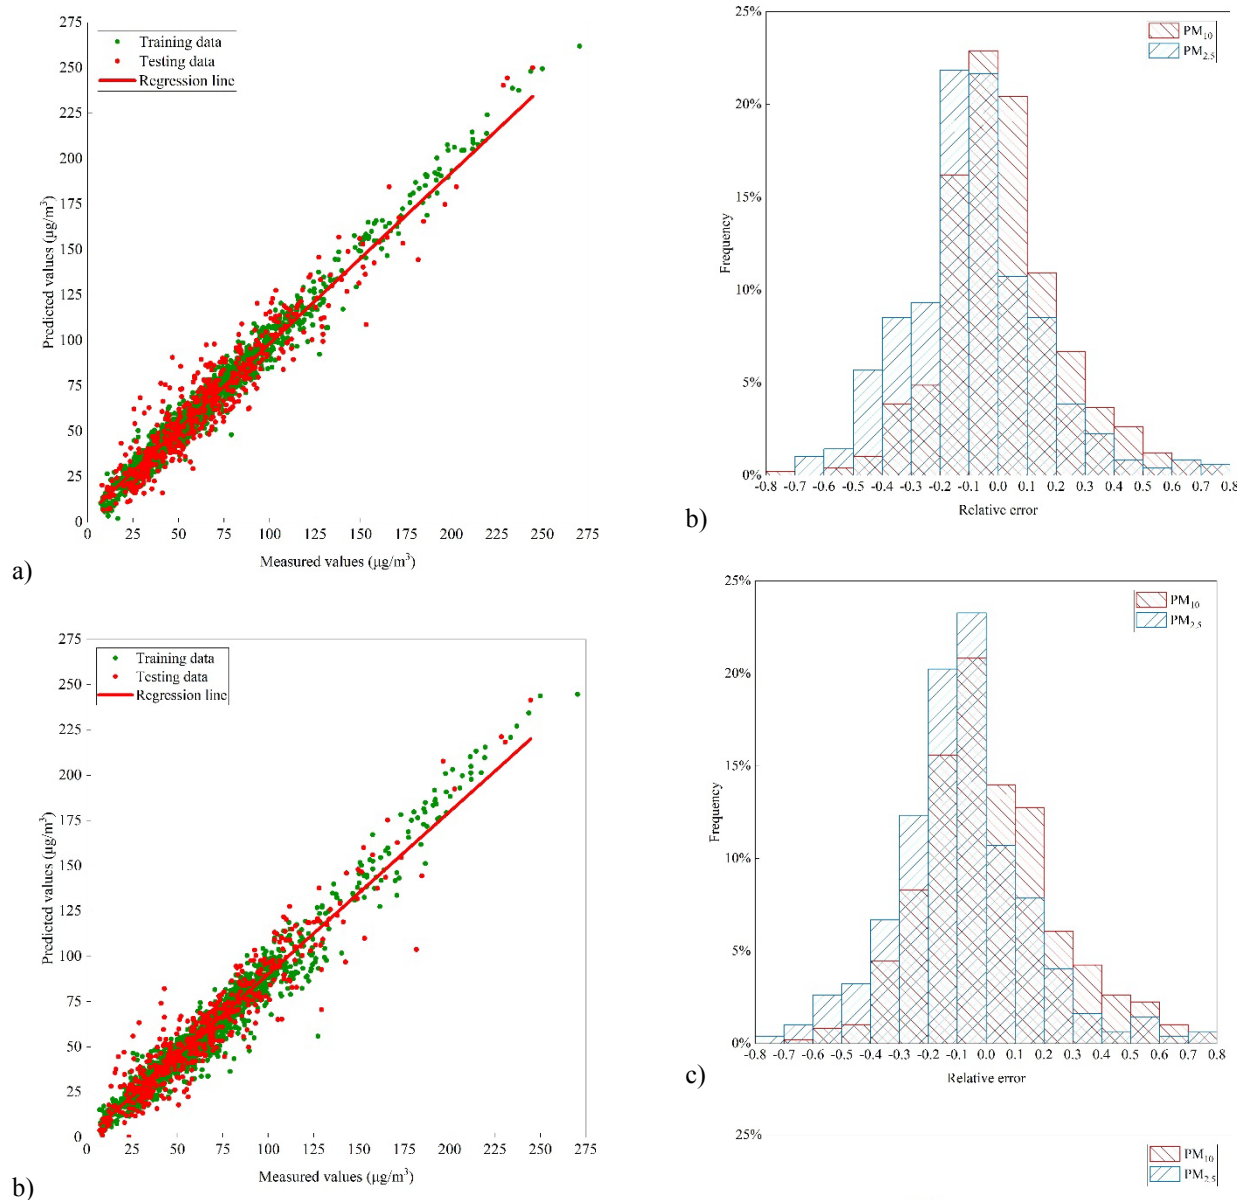 275
250
225
200
175
150
125
100
75
50
25
0
Predicted values (μg/m³)
Training data
Testing data
Regression line
0 25 50 75 100 125 150 175 200 225 250 275
Measured values (μg/m³)
a)
25%
20%
15%
10%
5%
0%
Frequency
PM₁₀
PM₂.₅
-0.8 -0.7 -0.6 -0.5 -0.4 -0.3 -0.2 -0.1 0.0 0.1 0.2 0.3 0.4 0.5 0.6 0.7 0.8
Relative error
b)
275
250
225
200
175
150
125
100
75
50
25
0
Predicted values (μg/m³)
Training data
Testing data
Regression line
0 25 50 75 100 125 150 175 200 225 250 275
Measured values (μg/m³)
b)
25%
20%
15%
10%
5%
0%
Frequency
PM₁₀
PM₂.₅
-0.8 -0.7 -0.6 -0.5 -0.4 -0.3 -0.2 -0.1 0.0 0.1 0.2 0.3 0.4 0.5 0.6 0.7 0.8
Relative error
c)
25%
PM₁₀
PM₂.₅